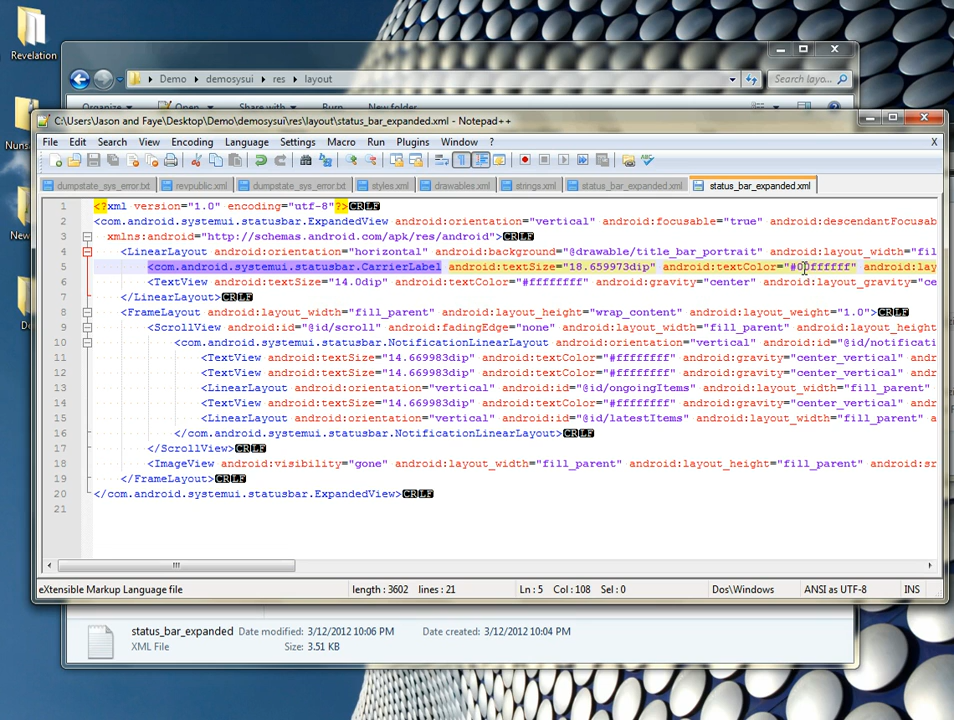 Revelation
Demo
demosysui
res
layout
Search layo...
Organize
Open
Share with
Burn
New folder
C:\Users\Jason and Faye\Desktop\Demo\demosysui\res\layout\status_bar_expanded.xml - Notepad++
File Edit Search View Encoding Language Settings Macro Run Plugins Window ? X
dumpstate_sys_error.txt revpublic.xml dumpstate_sys_error.txt styles.xml drawables.xml strings.xml status_bar_expanded.xml status_bar_expanded.xml
1 <?xml version="1.0" encoding="utf-8"?>CRLF
2 <com.android.systemui.statusbar.ExpandedView android:orientation="vertical" android:focusable="true" android:descendantFocusab
3 xmlns:android="http://schemas.android.com/apk/res/android">CRLF
4 <LinearLayout android:orientation="horizontal" android:background="@drawable/title_bar_portrait" android:layout_width="fil
5 <com.android.systemui.statusbar.CarrierLabel android:textSize="18.659973dip" android:textColor="#00ffffff" android:lay
6 <TextView android:textSize="14.0dip" android:textColor="#ffffffff" android:gravity="center" android:layout_gravity="ce
7 </LinearLayout>CRLF
8 <FrameLayout android:layout_width="fill_parent" android:layout_height="wrap_content" android:layout_weight="1.0">CRLF
9 <ScrollView android:id="@id/scroll" android:fadingEdge="none" android:layout_width="fill_parent" android:layout_height
10 <com.android.systemui.statusbar.NotificationLinearLayout android:orientation="vertical" android:id="@id/notificati
11 <TextView android:textSize="14.669983dip" android:textColor="#ffffffff" android:gravity="center_vertical" andr
12 <TextView android:textSize="14.669983dip" android:textColor="#ffffffff" android:gravity="center_vertical" andr
13 <LinearLayout android:orientation="vertical" android:id="@id/ongoingItems" android:layout_width="fill_parent"
14 <TextView android:textSize="14.669983dip" android:textColor="#ffffffff" android:gravity="center_vertical" andr
15 <LinearLayout android:orientation="vertical" android:id="@id/latestItems" android:layout_width="fill_parent" a
16 </com.android.systemui.statusbar.NotificationLinearLayout>CRLF
17 </ScrollView>CRLF
18 <ImageView android:visibility="gone" android:layout_width="fill_parent" android:layout_height="fill_parent" android:sr
19 </FrameLayout>CRLF
20 </com.android.systemui.statusbar.ExpandedView>CRLF
21
eXtensible Markup Language file length : 3602 lines : 21 Ln : 5 Col : 108 Sel : 0 Dos\Windows ANSI as UTF-8 INS
status_bar_expanded Date modified: 3/12/2012 10:06 PM Date created: 3/12/2012 10:04 PM
XML File Size: 3.51 KB